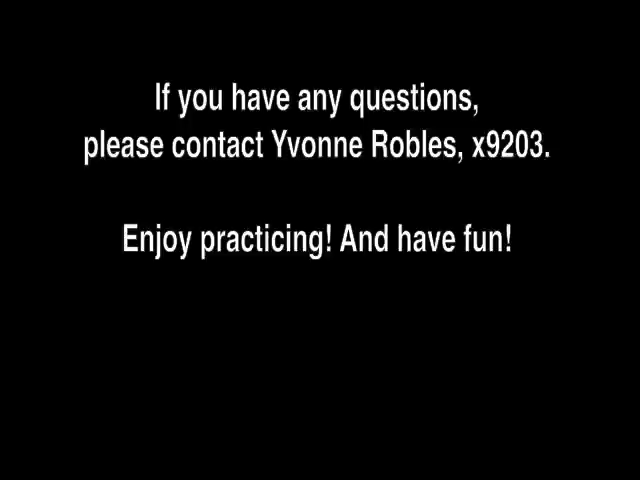 If you have any questions,
please contact Yvonne Robles, x9203.
Enjoy practicing! And have fun!